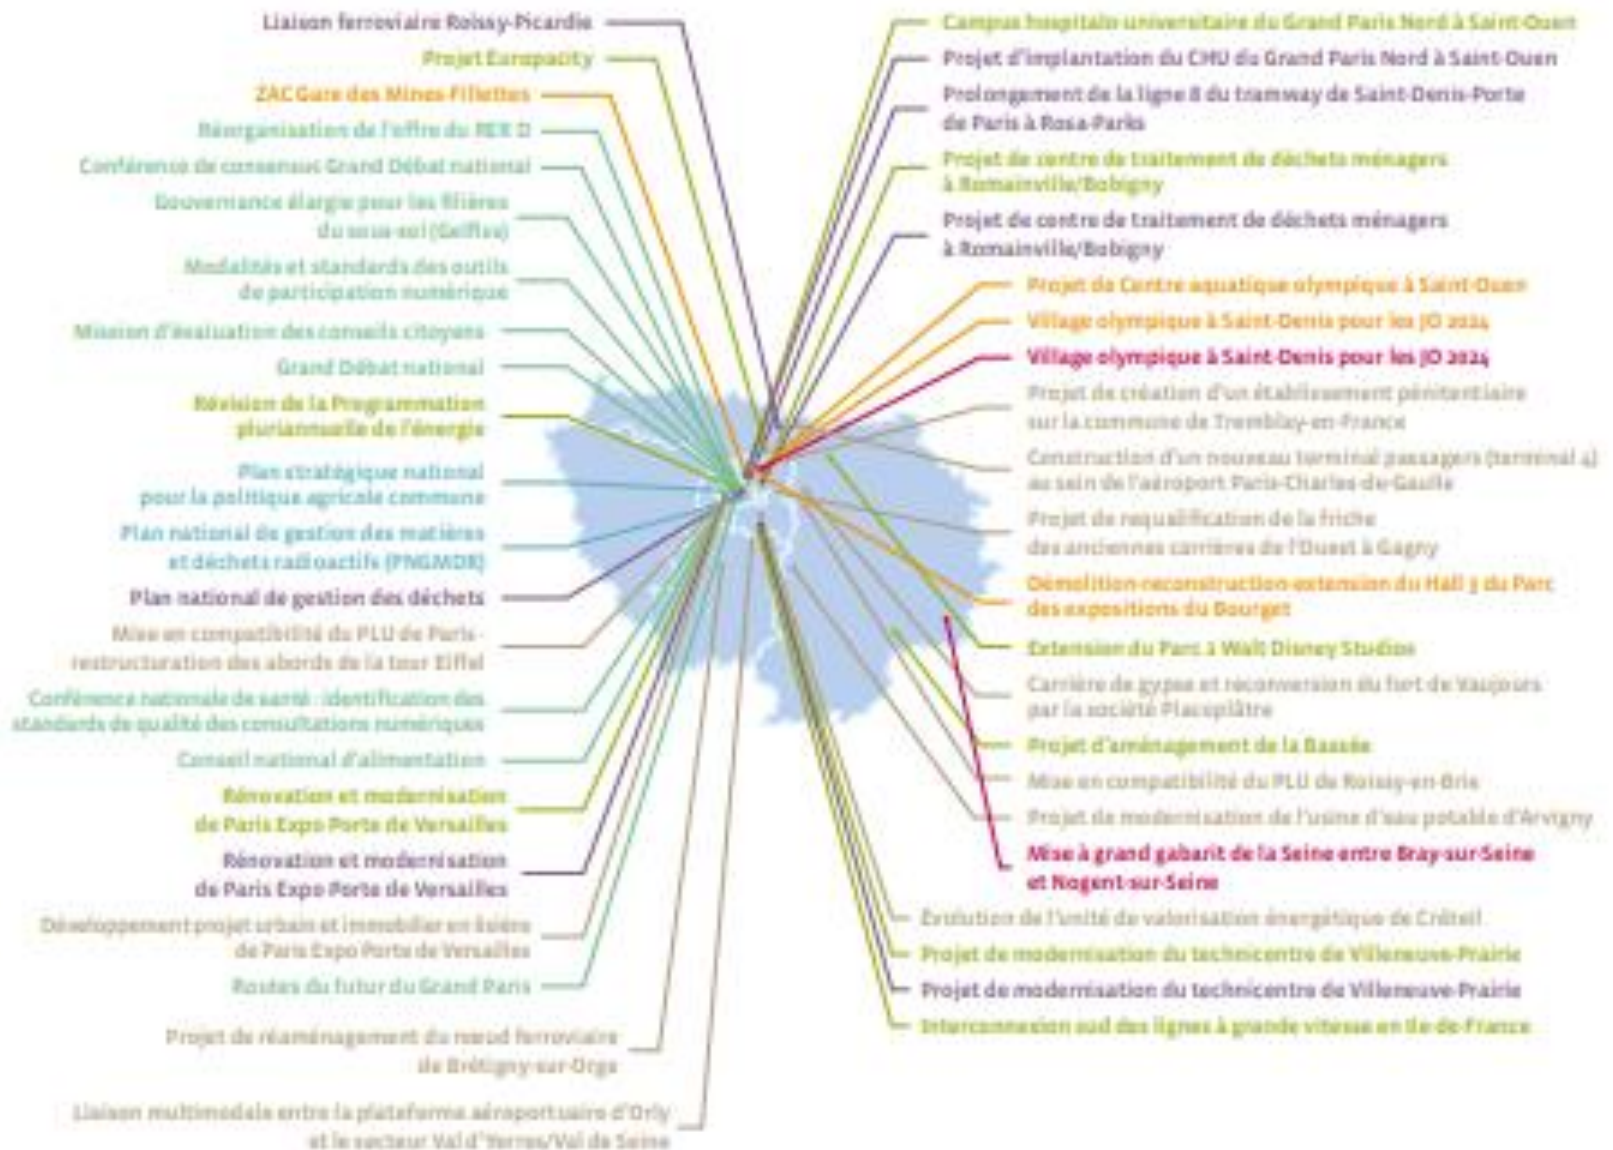 Liaison ferroviaire Roissy-Picardie
Projet Europacity
ZAC Gare des Mines-Fillettes
Réorganisation de l'offre du RER D
Conférence de consensus Grand Débat national
Gouvernance élargie pour les filières
du sous-sol (Gelfiss)
Modalités et standards des outils
de participation numérique
Mission d'évaluation des conseils citoyens
Grand Débat national
Révision de la Programmation
pluriannuelle de l'énergie
Plan stratégique national
pour la politique agricole commune
Plan national de gestion des matières
et déchets radioactifs (PNGMDR)
Plan national de gestion des déchets
Mise en compatibilité du PLU de Paris -
restructuration des abords de la tour Eiffel
Conférence nationale de santé - identification des
standards de qualité des consultations numériques
Conseil national d'alimentation
Rénovation et modernisation
de Paris Expo Porte de Versailles
Rénovation et modernisation
de Paris Expo Porte de Versailles
Développement projet urbain et immobilier en lisière
de Paris Expo Porte de Versailles
Routes du futur du Grand Paris
Projet de réaménagement du nœud ferroviaire
de Brétigny-sur-Orge
Liaison multimodale entre la plateforme aéroportuaire d'Orly
et le secteur Val d'Yerres/Val de Seine
Campus hospitalo-universitaire du Grand Paris Nord à Saint-Ouen
Projet d'implantation du CHU du Grand Paris Nord à Saint-Ouen
Prolongement de la ligne 8 du tramway de Saint-Denis-Porte
de Paris à Rosa-Parks
Projet de centre de traitement de déchets ménagers
à Romainville/Bobigny
Projet de centre de traitement de déchets ménagers
à Romainville/Bobigny
Projet de Centre aquatique olympique à Saint-Ouen
Village olympique à Saint-Denis pour les JO 2024
Village olympique à Saint-Denis pour les JO 2024
Projet de création d'un établissement pénitentiaire
sur la commune de Tremblay-en-France
Construction d'un nouveau terminal passagers (terminal 4)
au sein de l'aéroport Paris-Charles-de-Gaulle
Projet de requalification de la friche
des anciennes carrières de l'Ouest à Gagny
Démolition-reconstruction-extension du Hall 3 du Parc
des expositions du Bourget
Extension du Parc 2 Walt Disney Studios
Carrière de gypse et reconversion du fort de Vaujours
par la société Placoplâtre
Projet d'aménagement de la Bassée
Mise en compatibilité du PLU de Roissy-en-Brie
Projet de modernisation de l'usine d'eau potable d'Arvigny
Mise à grand gabarit de la Seine entre Bray-sur-Seine
et Nogent-sur-Seine
Évolution de l'unité de valorisation énergétique de Créteil
Projet de modernisation du technicentre de Villeneuve-Prairie
Projet de modernisation du technicentre de Villeneuve-Prairie
Interconnexion sud des lignes à grande vitesse en Ile-de-France